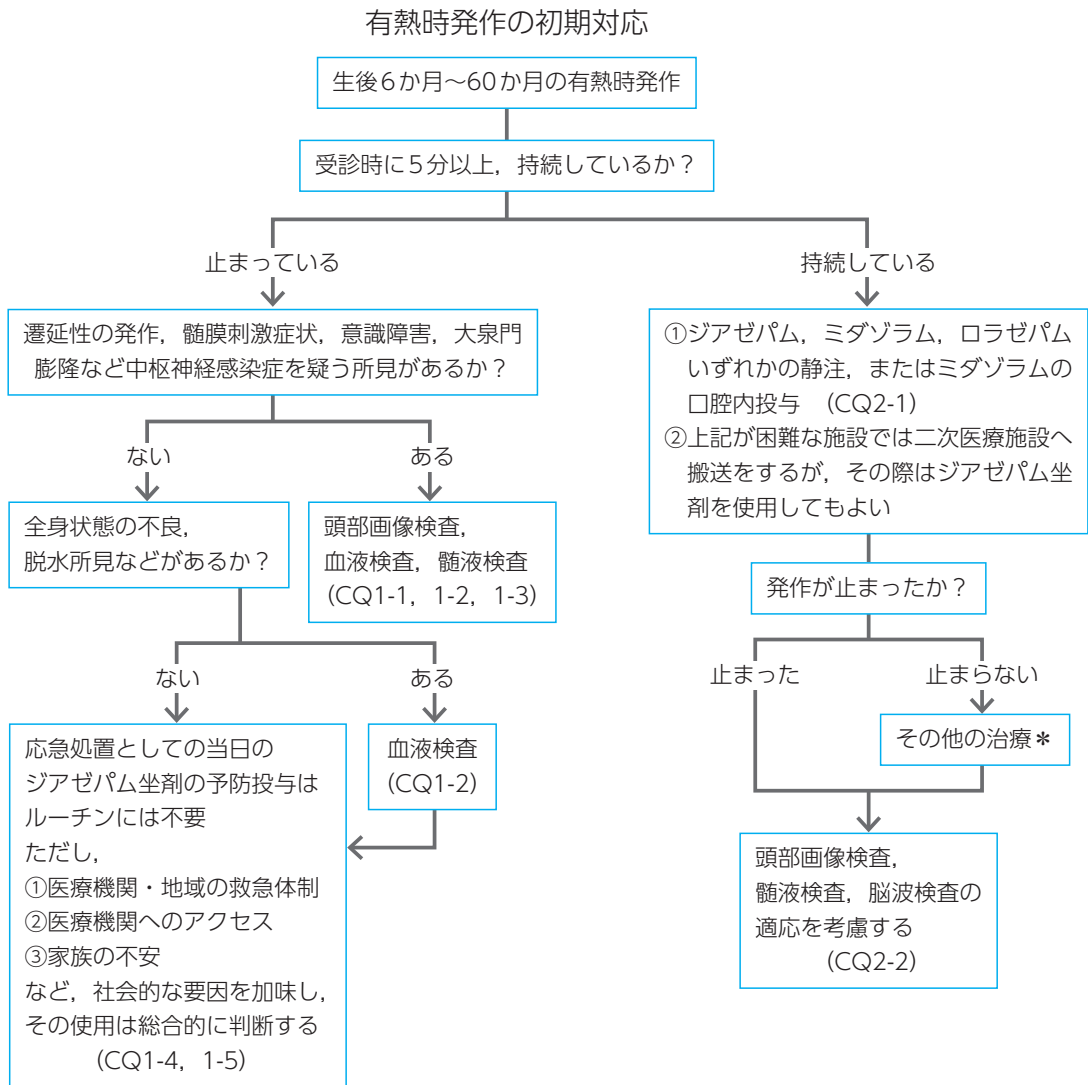 有熱時発作の初期対応
生後6か月～60か月の有熱時発作
受診時に5分以上，持続しているか？
止まっている
持続している
遷延性の発作，髄膜刺激症状，意識障害，大泉門
膨隆など中枢神経感染症を疑う所見があるか？
①ジアゼパム，ミダゾラム，ロラゼパム
いずれかの静注，またはミダゾラムの
口腔内投与　（CQ2-1）
②上記が困難な施設では二次医療施設へ
搬送をするが，その際はジアゼパム坐
剤を使用してもよい
ない
ある
全身状態の不良，
脱水所見などがあるか？
頭部画像検査，
血液検査，髄液検査
（CQ1-1，1-2，1-3）
発作が止まったか？
ない
ある
止まった
止まらない
応急処置としての当日の
ジアゼパム坐剤の予防投与は
ルーチンには不要
ただし，
①医療機関・地域の救急体制
②医療機関へのアクセス
③家族の不安
など，社会的な要因を加味し，
その使用は総合的に判断する
（CQ1-4，1-5）
血液検査
（CQ1-2）
その他の治療＊
頭部画像検査，
髄液検査，脳波検査の
適応を考慮する
（CQ2-2）